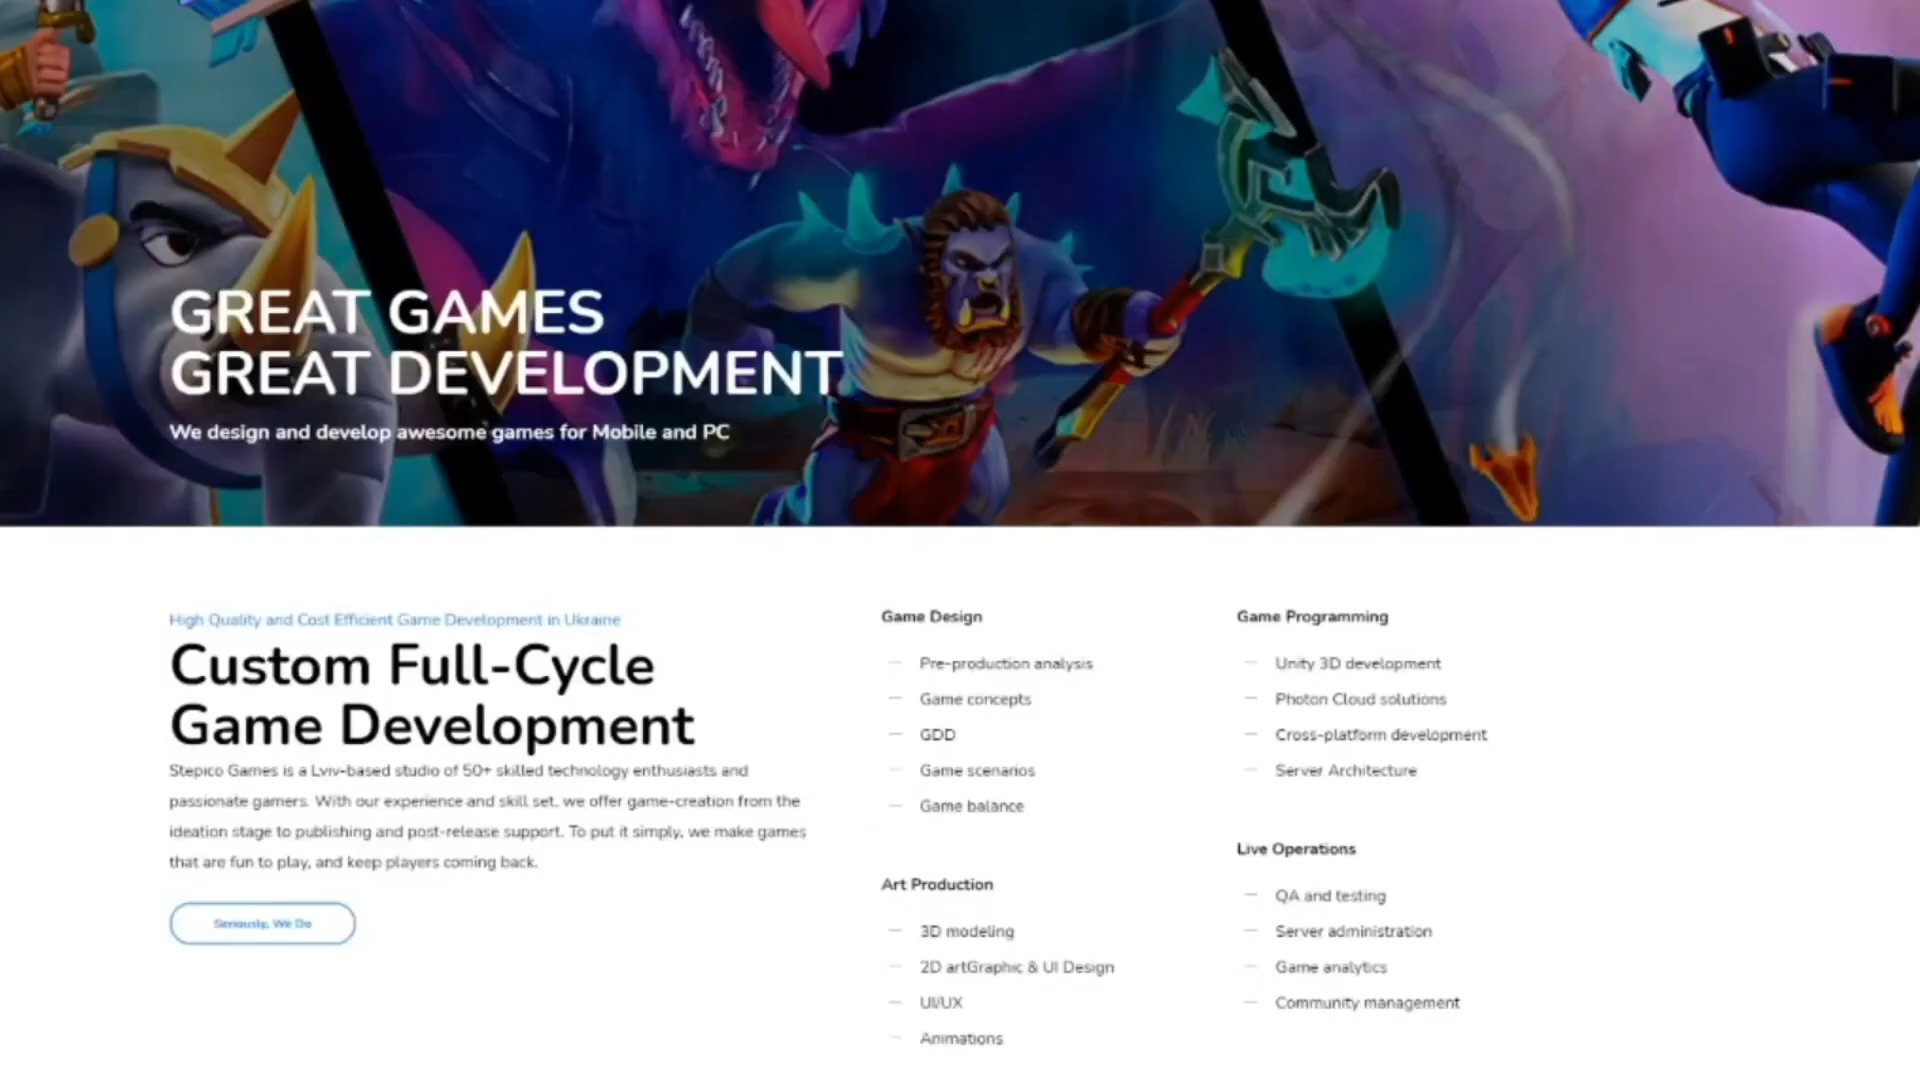 GREAT GAMES
GREAT DEVELOPMENT
We design and develop awesome games for Mobile and PC
High Quality and Cost Efficient Game Development in Ukraine
Custom Full-Cycle
Game Development
Stepico Games is a Lviv-based studio of 50+ skilled technology enthusiasts and
passionate gamers. With our experience and skill set, we offer game-creation from the
ideation stage to publishing and post-release support. To put it simply, we make games
that are fun to play, and keep players coming back.
Seriously, We Do
Game Design
— Pre-production analysis
— Game concepts
— GDD
— Game scenarios
— Game balance
Art Production
— 3D modeling
— 2D artGraphic & UI Design
— UI/UX
— Animations
Game Programming
— Unity 3D development
— Photon Cloud solutions
— Cross-platform development
— Server Architecture
Live Operations
— QA and testing
— Server administration
— Game analytics
— Community management